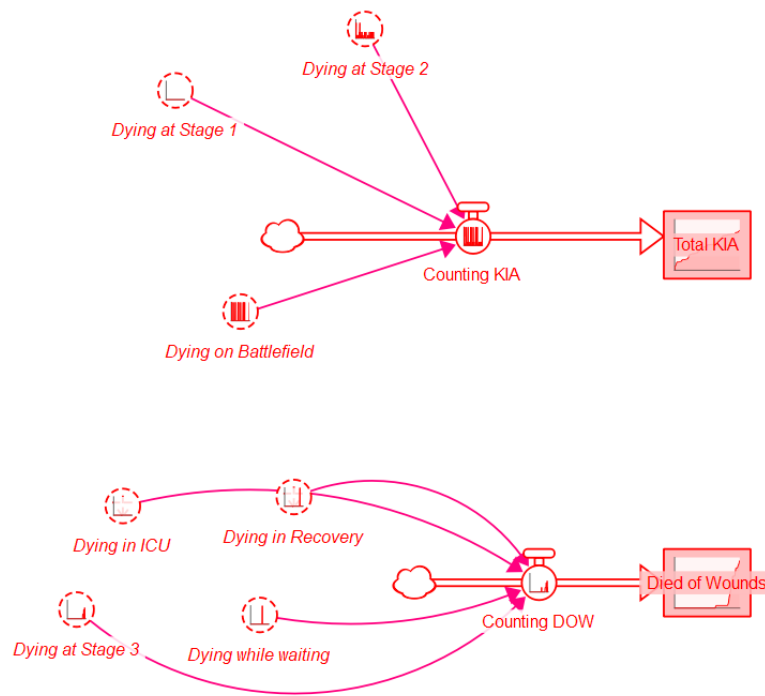 Dying at Stage 2
Dying at Stage 1
Total KIA
Counting KIA
Dying on Battlefield
Dying in ICU
Dying in Recovery
Died of Wounds
Counting DOW
Dying at Stage 3
Dying while waiting